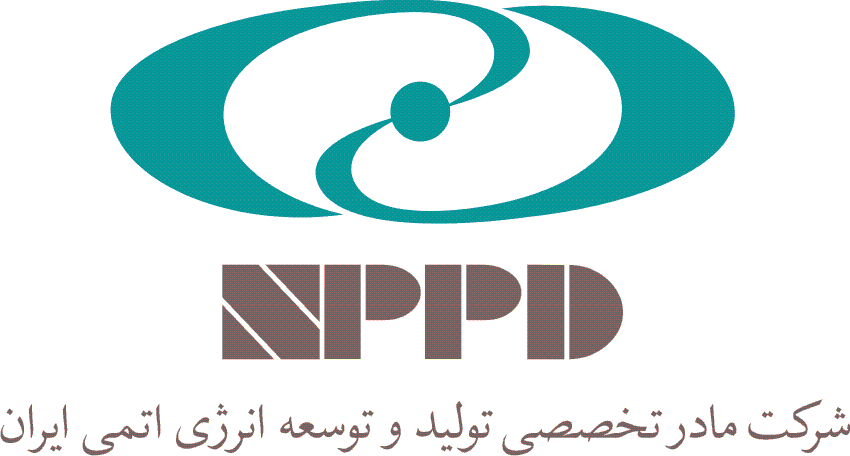 NPPD
شرکت مادر تخصصی تولید و توسعه انرژی اتمی ایران